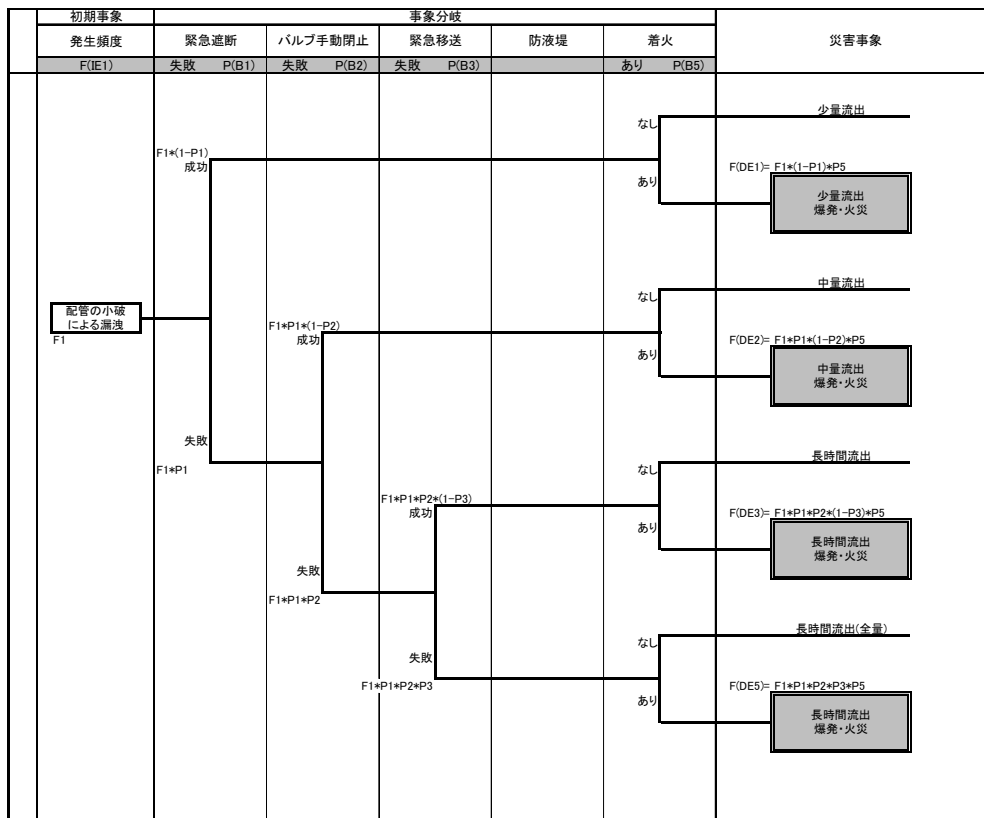 初期事象 事象分岐
発生頻度 緊急遮断 バルブ手動閉止 緊急移送 防液堤 着火 災害事象
F(IE1) 失敗 P(B1) 失敗 P(B2) 失敗 P(B3) あり P(B5)
少量流出
なし
F1*(1-P1)
成功
あり
F(DE1)= F1*(1-P1)*P5
少量流出
爆発・火災
中量流出
なし
配管の小破
による漏洩
F1
F1*P1*(1-P2)
成功
あり
F(DE2)= F1*P1*(1-P2)*P5
中量流出
爆発・火災
失敗
F1*P1
長時間流出
なし
F1*P1*P2*(1-P3)
成功
あり
F(DE3)= F1*P1*P2*(1-P3)*P5
長時間流出
爆発・火災
失敗
F1*P1*P2
長時間流出(全量)
なし
失敗
F1*P1*P2*P3
あり
F(DE5)= F1*P1*P2*P3*P5
長時間流出
爆発・火災